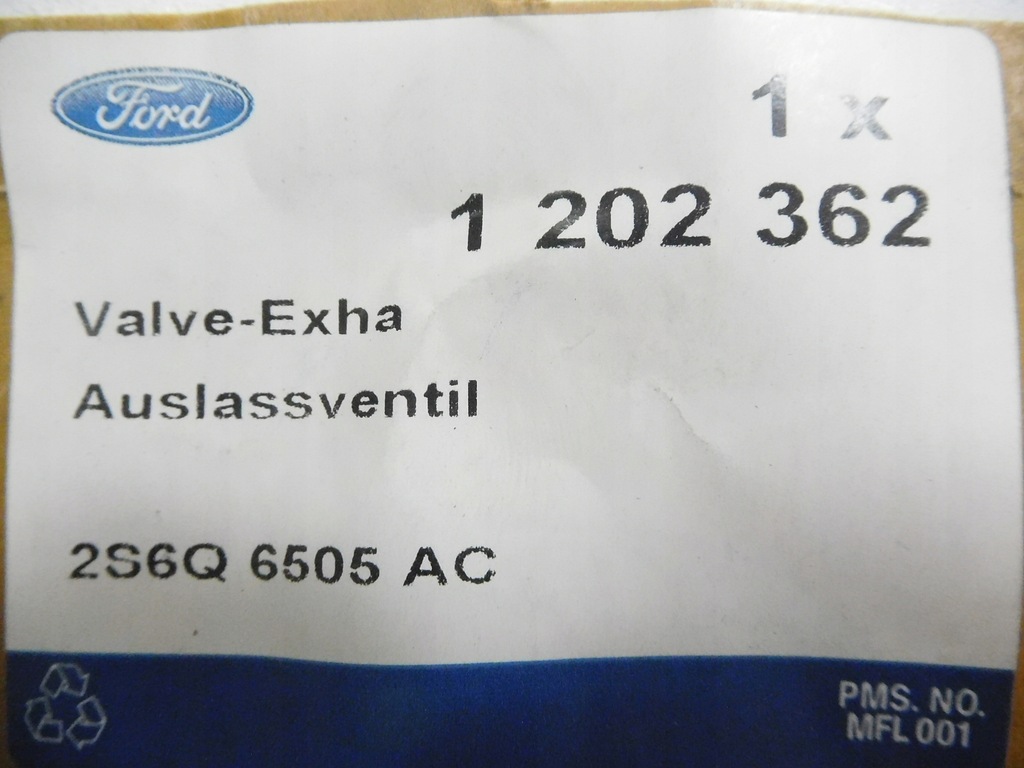 Ford
1 x
1 202 362
Valve-Exha
Auslassventil
2S6Q 6505 AC
PMS. NO.
MFL 001